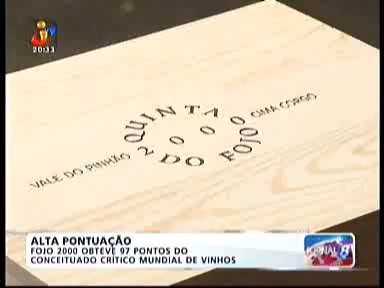 20:33
QUINTA
2000
DO FOJO
VALE DO PINHÃO
CIMA CORGO
ALTA PONTUAÇÃO
FOJO 2000 OBTEVE 97 PONTOS DO
CONCEITUADO CRÍTICO MUNDIAL DE VINHOS
JORNAL 8